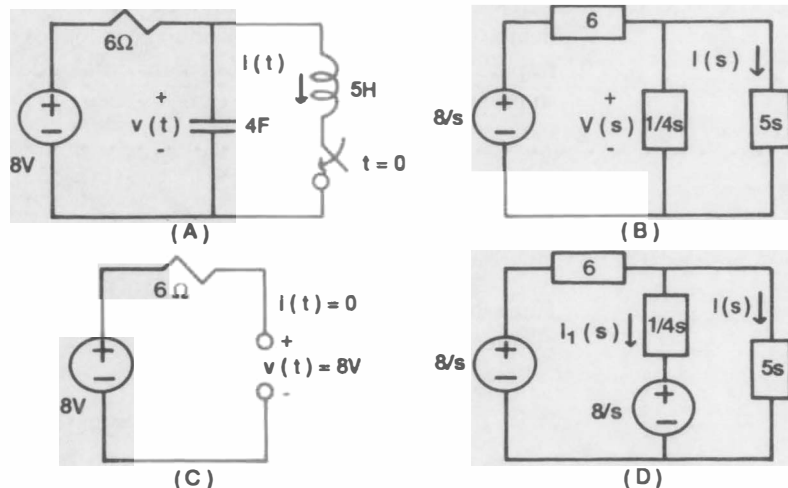 6Ω
i(t)
5H
+
v(t)
-
4F
+
-
8V
t = 0
(A)
6
I(s)
8/s
+
-
+
V(s)
-
1/4s
5s
(B)
6Ω
i(t) = 0
+
v(t) = 8V
-
+
-
8V
(C)
6
I₁(s)
1/4s
I(s)
8/s
+
-
8/s
+
-
5s
(D)